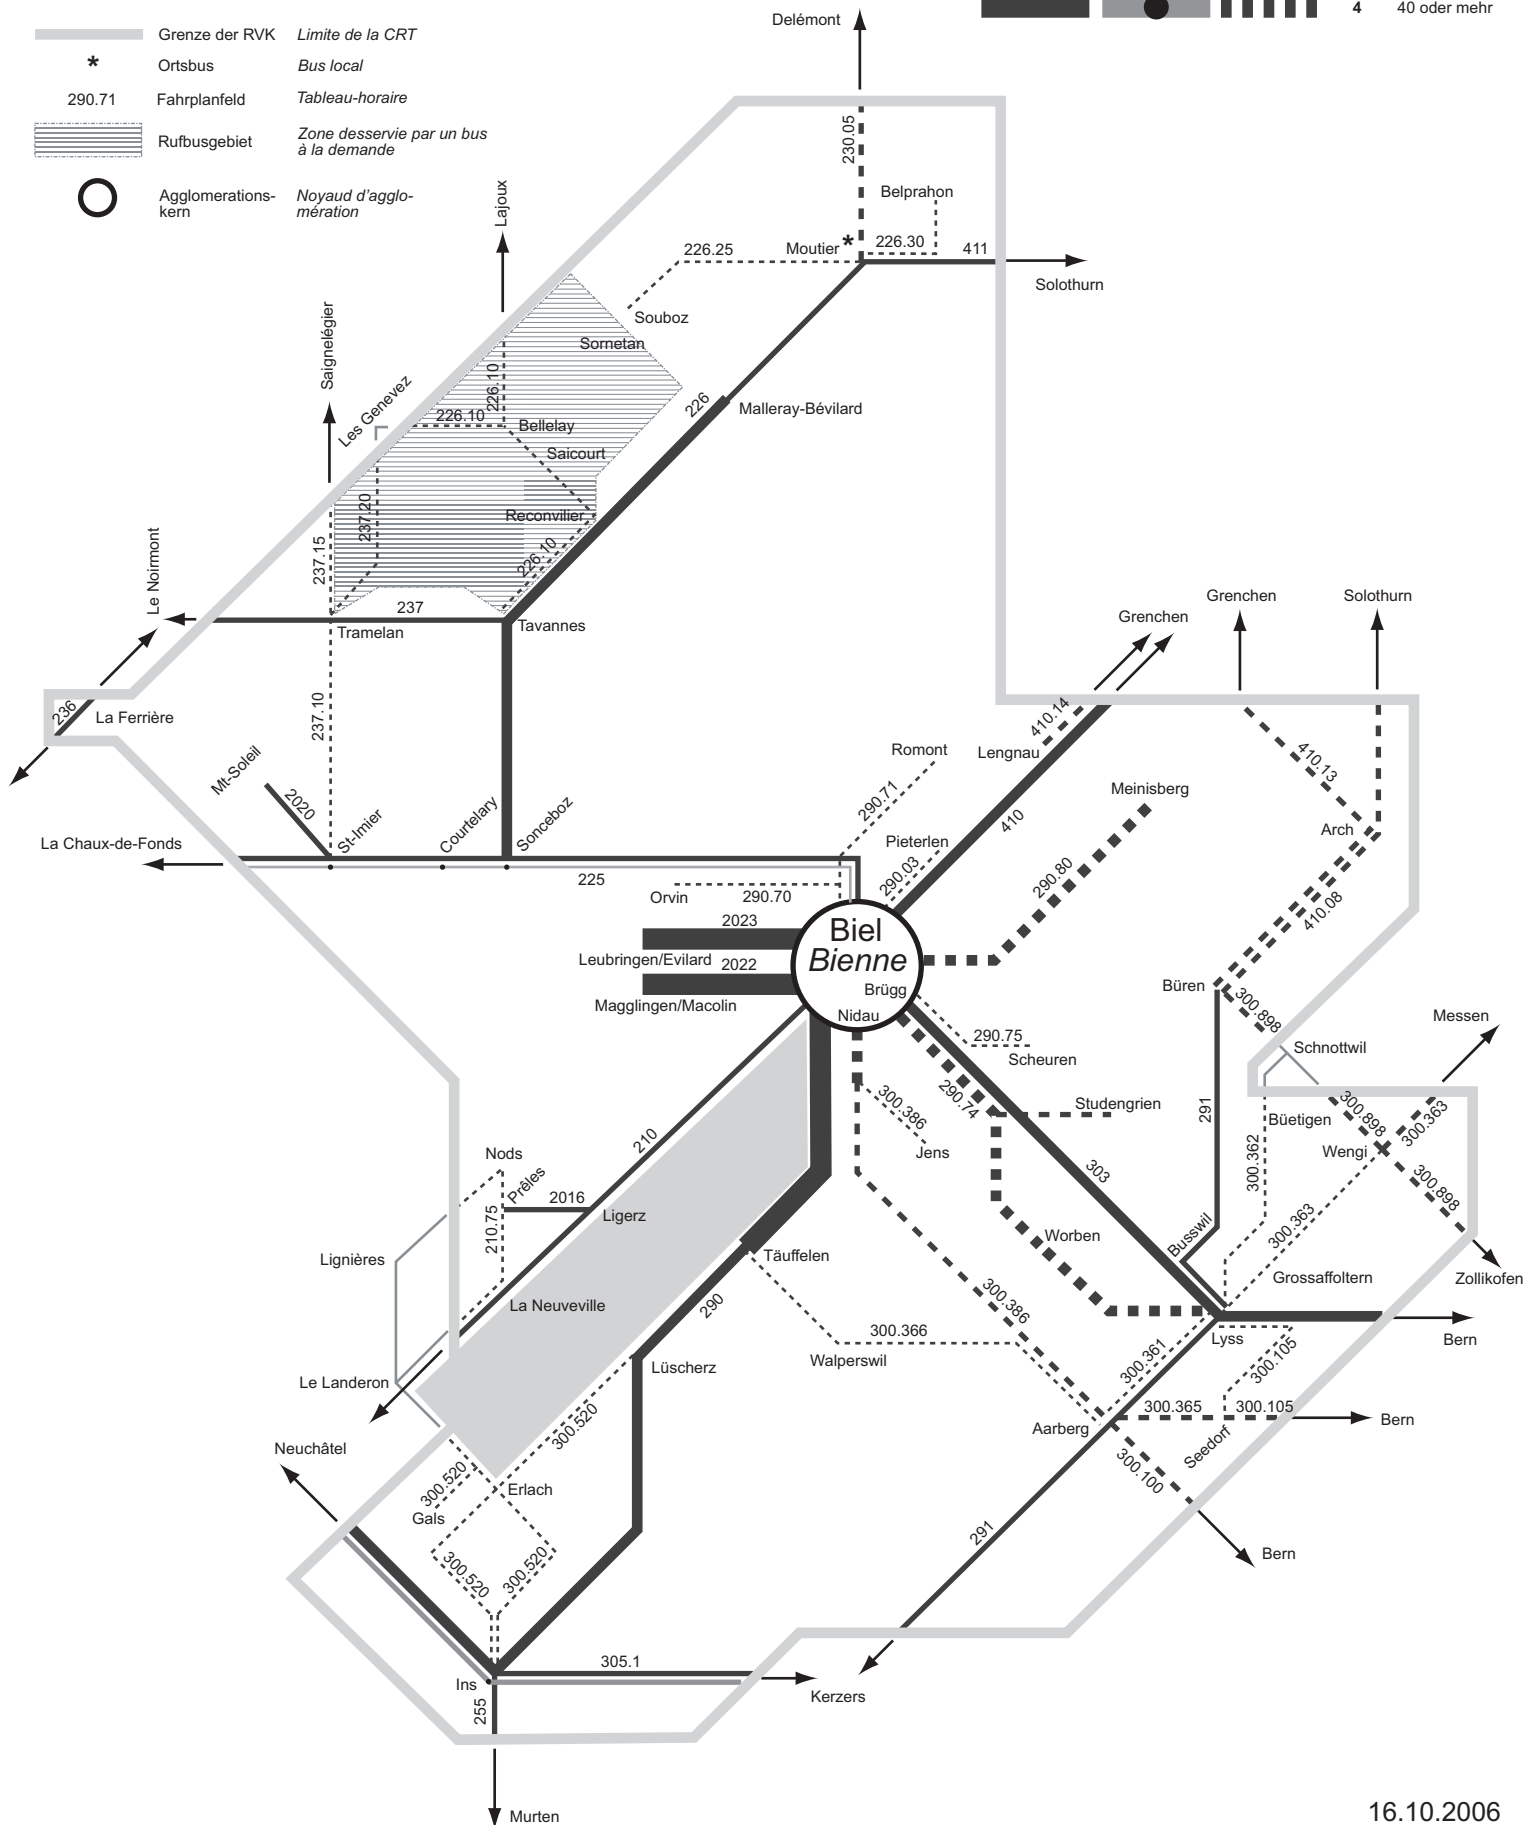 Delémont
4 40 oder mehr
Grenze der RVK Limite de la CRT
* Ortsbus Bus local
290.71 Fahrplanfeld Tableau-horaire
Rufbusgebiet Zone desservie par un bus
à la demande
Agglomerations-
kern
Noyaud d'agglo-
mération
Lajoux
230.05
Belprahon
226.25
Moutier *
226.30
411
Solothurn
Saignelégier
Souboz
Sornetan
226.10
Les Genevez
226.10
226
Malleray-Bévilard
Bellelay
Saicourt
237.20
Reconvilier
237.15
226.10
Le Noirmont
237
Tramelan
Tavannes
Grenchen
Grenchen
Solothurn
236
La Ferrière
237.10
410.14
Romont
Lengnau
410.13
Mt-Soleil
2020
290.71
Meinisberg
410
Arch
La Chaux-de-Fonds
St-Imier
Courtelary
Sonceboz
Pieterlen
290.03
290.80
225
Orvin
290.70
410.08
2023
Biel
Bienne
Leubringen/Evilard
2022
Magglingen/Macolin
Brügg
Nidau
Büren
300.898
Messen
290.75
Scheuren
Schnottwil
290.74
300.386
Studengrien
291
Büetigen
300.898
300.363
210
Jens
Wengi
Nods
Prêles
2016
303
300.362
300.898
210.75
Ligerz
300.363
Worben
Busswil
Lignières
Täuffelen
Grossaffoltern
Zollikofen
La Neuveville
290
300.386
300.366
Walperswil
300.361
Lyss
Bern
300.105
Le Landeron
Lüscherz
300.520
300.365
300.105
Bern
Aarberg
Seedorf
Neuchâtel
300.520
Erlach
Gals
300.100
291
Bern
300.520
300.520
305.1
Ins
Kerzers
255
Murten
16.10.2006